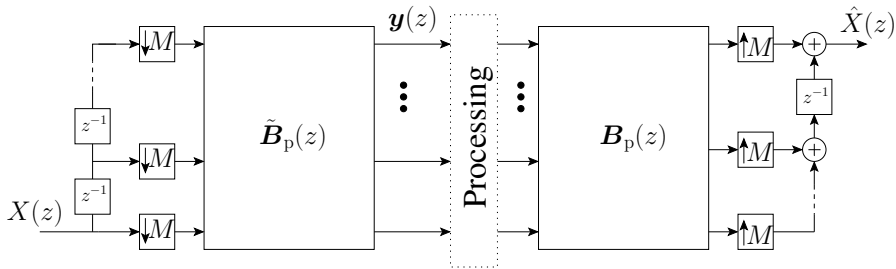 𝒚(z)
X̂(z)
↓M
↑M
z⁻¹
z⁻¹
B̃ₚ(z)
Processing
Bₚ(z)
↓M
↑M
z⁻¹
X(z)
↓M
↑M